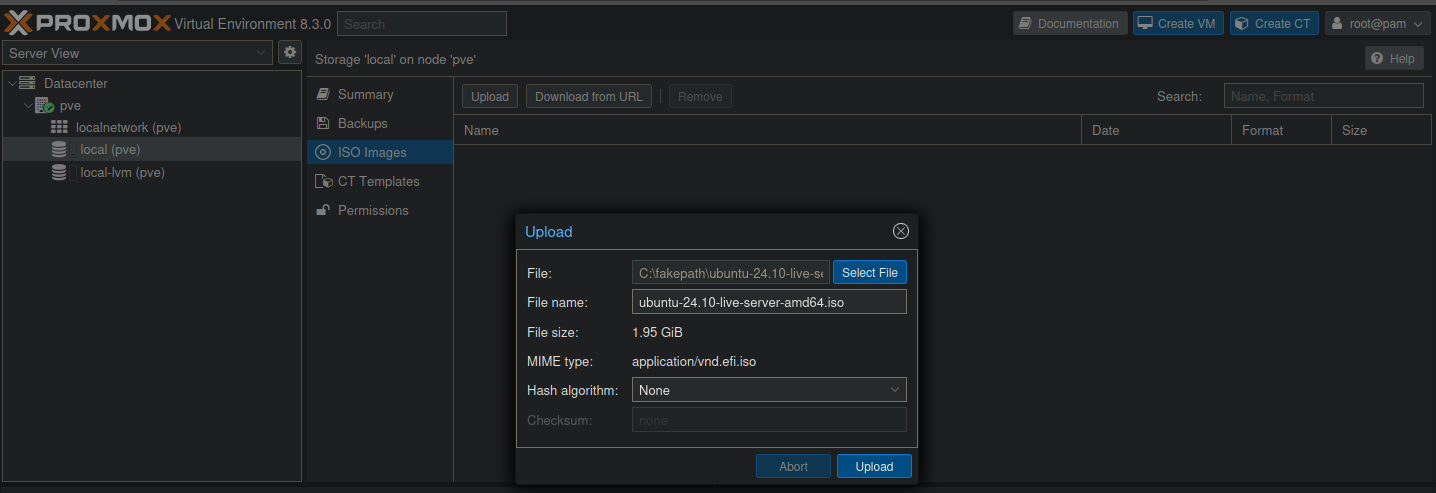 PROXMOX Virtual Environment 8.3.0 Search Documentation Create VM Create CT root@pam
Server View
Storage 'local' on node 'pve' Help
Datacenter
pve
localnetwork (pve)
local (pve)
local-lvm (pve)
Summary
Backups
ISO Images
CT Templates
Permissions
Upload Download from URL Remove Search: Name, Format
Name Date Format Size
Upload
File: C:\fakepath\ubuntu-24.10-live-se Select File
File name: ubuntu-24.10-live-server-amd64.iso
File size: 1.95 GiB
MIME type: application/vnd.efi.iso
Hash algorithm: None
Checksum: none
Abort Upload